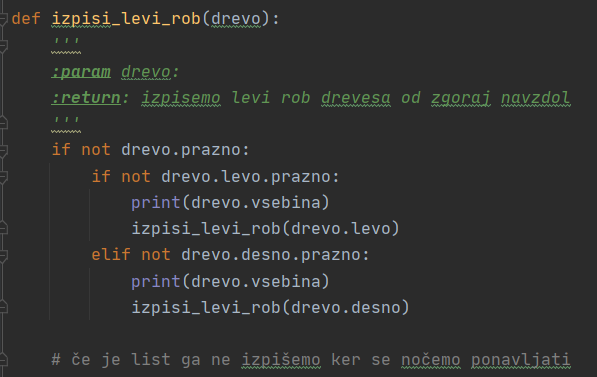 def izpisi_levi_rob(drevo):
    '''
    :param drevo:
    :return: izpisemo levi rob drevesa od zgoraj navzdol
    '''
    if not drevo.prazno:
        if not drevo.levo.prazno:
            print(drevo.vsebina)
            izpisi_levi_rob(drevo.levo)
        elif not drevo.desno.prazno:
            print(drevo.vsebina)
            izpisi_levi_rob(drevo.desno)
    # če je list ga ne izpišemo ker se nočemo ponavljati